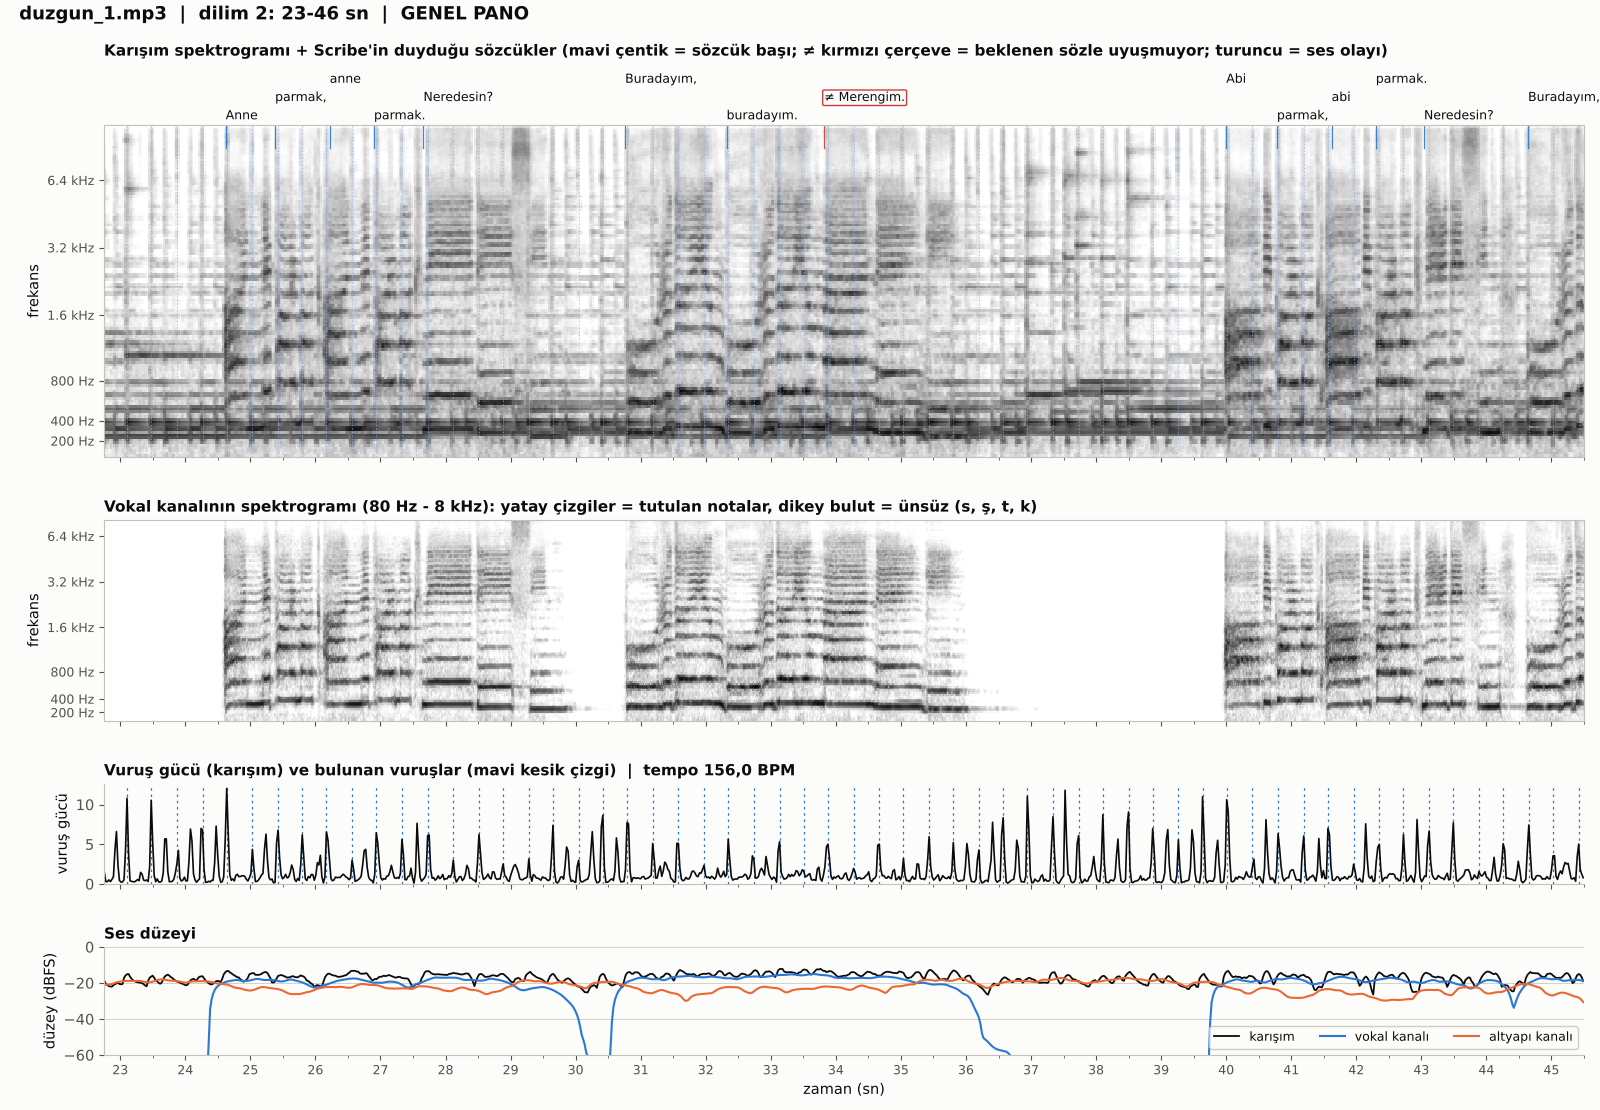 duzgun_1.mp3 | dilim 2: 23-46 sn | GENEL PANO
Karışım spektrogramı + Scribe'in duyduğu sözcükler (mavi çentik = sözcük başı; ≠ kırmızı çerçeve = beklenen sözle uyuşmuyor; turuncu = ses olayı)
anne Buradayım, Abi parmak.
parmak, Neredesin? ≠ Merengim. abi Buradayım,
Anne parmak. buradayım. parmak, Neredesin?
frekans
6.4 kHz
3.2 kHz
1.6 kHz
800 Hz
400 Hz
200 Hz
Vokal kanalının spektrogramı (80 Hz - 8 kHz): yatay çizgiler = tutulan notalar, dikey bulut = ünsüz (s, ş, t, k)
frekans
6.4 kHz
3.2 kHz
1.6 kHz
800 Hz
400 Hz
200 Hz
Vuruş gücü (karışım) ve bulunan vuruşlar (mavi kesik çizgi) | tempo 156,0 BPM
vuruş gücü
10
5
0
Ses düzeyi
düzey (dBFS)
0
−20
−40
−60
karışım vokal kanalı altyapı kanalı
23 24 25 26 27 28 29 30 31 32 33 34 35 36 37 38 39 40 41 42 43 44 45
zaman (sn)